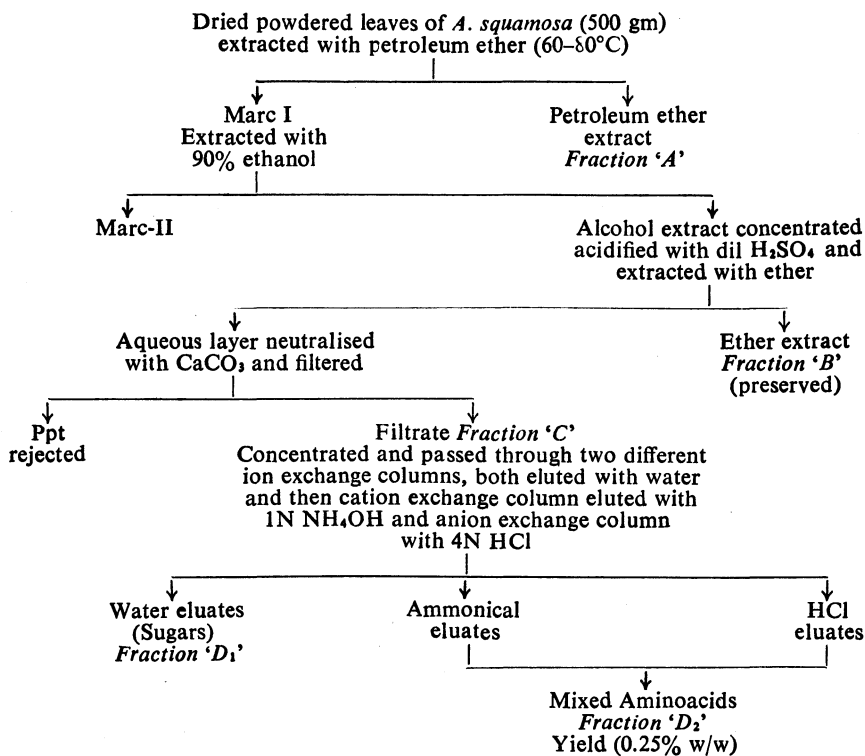 Dried powdered leaves of A. squamosa (500 gm)
extracted with petroleum ether (60–80°C)
Marc I
Extracted with
90% ethanol
Petroleum ether
extract
Fraction ‘A’
Marc-II
Alcohol extract concentrated
acidified with dil H₂SO₄ and
extracted with ether
Aqueous layer neutralised
with CaCO₃ and filtered
Ether extract
Fraction ‘B’
(preserved)
Ppt
rejected
Filtrate Fraction ‘C’
Concentrated and passed through two different
ion exchange columns, both eluted with water
and then cation exchange column eluted with
1N NH₄OH and anion exchange column
with 4N HCl
Water eluates
(Sugars)
Fraction ‘D₁’
Ammonical
eluates
HCl
eluates
Mixed Aminoacids
Fraction ‘D₂’
Yield (0.25% w/w)